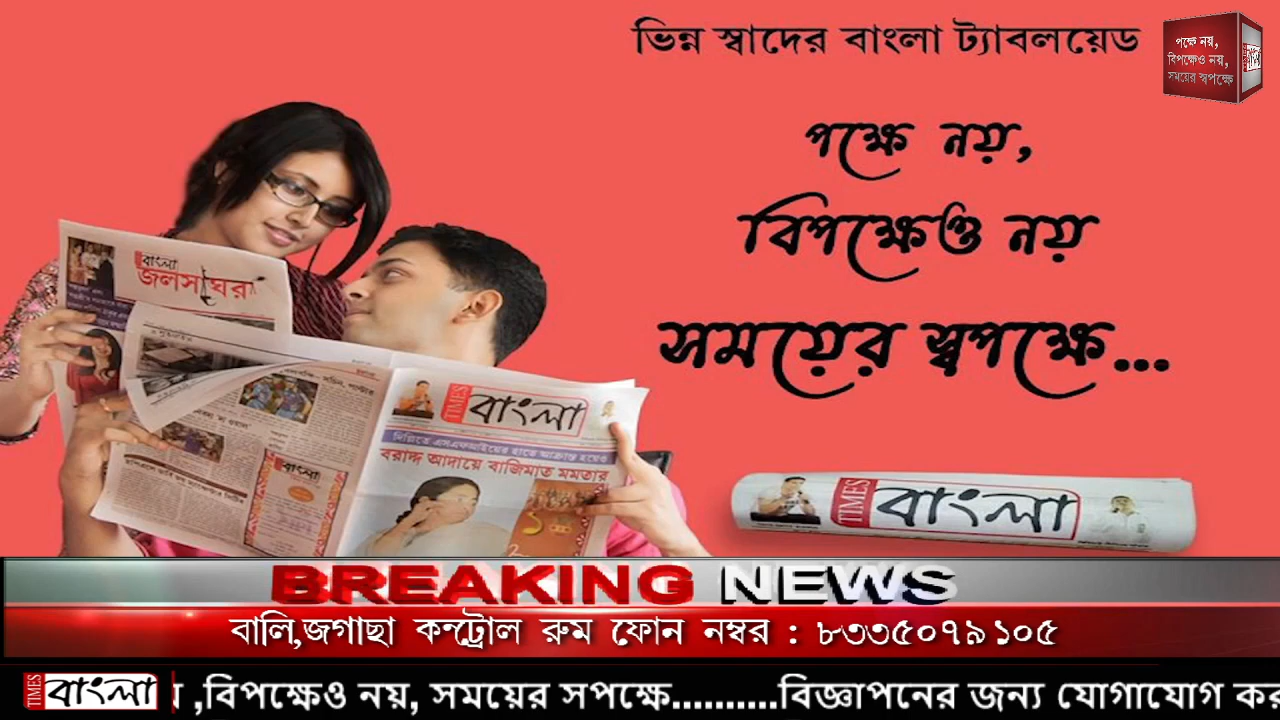 ভিন্ন স্বাদের বাংলা ট্যাবলয়েড
পক্ষে নয়,
বিপক্ষেও নয়,
সময়ের স্বপক্ষে
পক্ষে নয়,
বিপক্ষেও নয়
সময়ের স্বপক্ষে...
বাংলা
জলসাঘর
TIMES বাংলা
বরাদ্দ আদায়ে বাজিমাত মমতার
বাংলা
TIMES বাংলা
BREAKING NEWS
বালি,জগাছা কন্ট্রোল রুম ফোন নম্বর : ৮৩৩৫০৭৯১০৫
TIMES বাংলা
,বিপক্ষেও নয়, সময়ের সপক্ষে..........বিজ্ঞাপনের জন্য যোগাযোগ কর